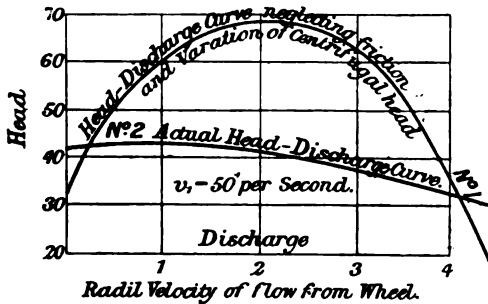 70
60
50
40
30
20
Head
Head-Discharge Curve neglecting friction
and Varation of Centrifugal head
No 2 Actual Head-Discharge Curve.
No 1
v, = 50' per Second.
Discharge
1 2 3 4
Radil Velocity of flow from Wheel.